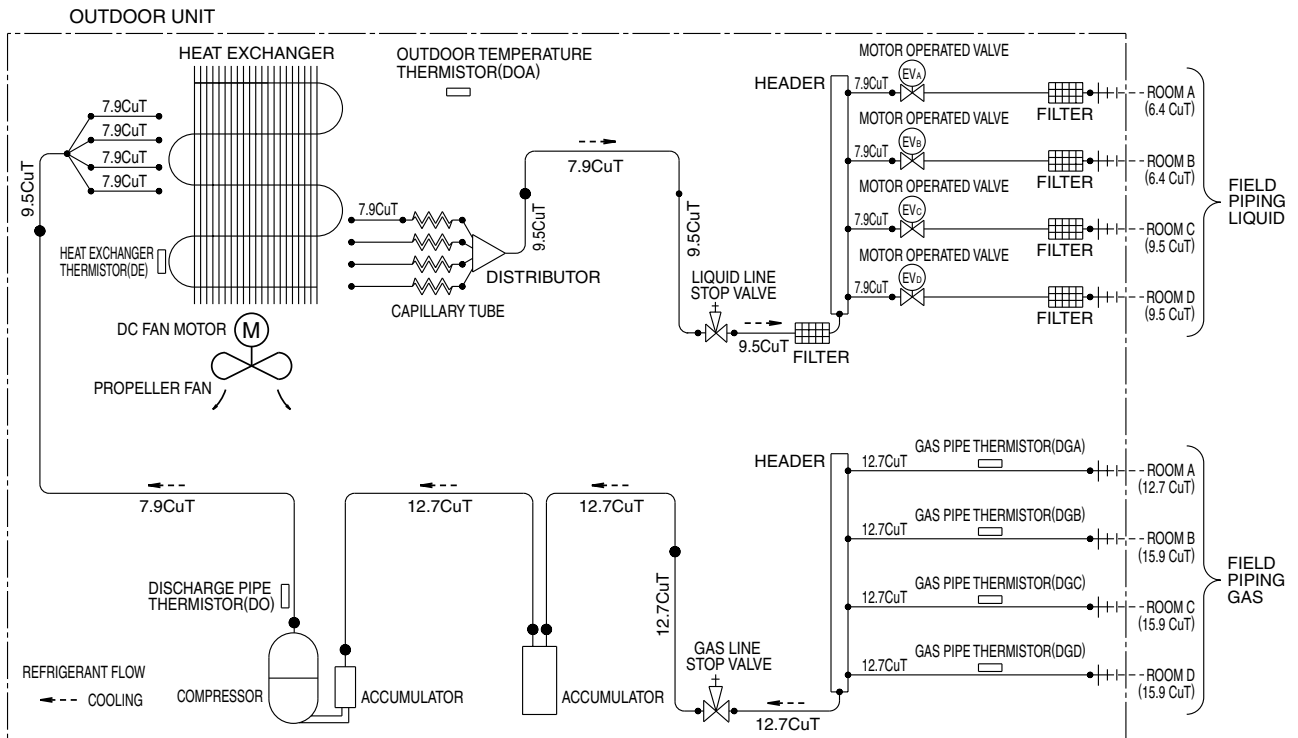 OUTDOOR UNIT
HEAT EXCHANGER
OUTDOOR TEMPERATURE
THERMISTOR(DOA)
7.9CuT
7.9CuT
7.9CuT
7.9CuT
9.5CuT
HEAT EXCHANGER
THERMISTOR(DE)
DC FAN MOTOR
M
PROPELLER FAN
7.9CuT
CAPILLARY TUBE
DISTRIBUTOR
9.5CuT
7.9CuT
9.5CuT
LIQUID LINE
STOP VALVE
9.5CuT
FILTER
HEADER
MOTOR OPERATED VALVE
7.9CuT
EVA
FILTER
ROOM A
(6.4 CuT)
MOTOR OPERATED VALVE
7.9CuT
EVB
FILTER
ROOM B
(6.4 CuT)
MOTOR OPERATED VALVE
7.9CuT
EVC
FILTER
ROOM C
(9.5 CuT)
MOTOR OPERATED VALVE
7.9CuT
EVD
FILTER
ROOM D
(9.5 CuT)
FIELD
PIPING
LIQUID
7.9CuT
12.7CuT
12.7CuT
12.7CuT
DISCHARGE PIPE
THERMISTOR(DO)
COMPRESSOR
ACCUMULATOR
ACCUMULATOR
GAS LINE
STOP VALVE
12.7CuT
HEADER
GAS PIPE THERMISTOR(DGA)
12.7CuT
ROOM A
(12.7 CuT)
GAS PIPE THERMISTOR(DGB)
12.7CuT
ROOM B
(15.9 CuT)
GAS PIPE THERMISTOR(DGC)
12.7CuT
ROOM C
(15.9 CuT)
GAS PIPE THERMISTOR(DGD)
12.7CuT
ROOM D
(15.9 CuT)
FIELD
PIPING
GAS
REFRIGERANT FLOW
COOLING